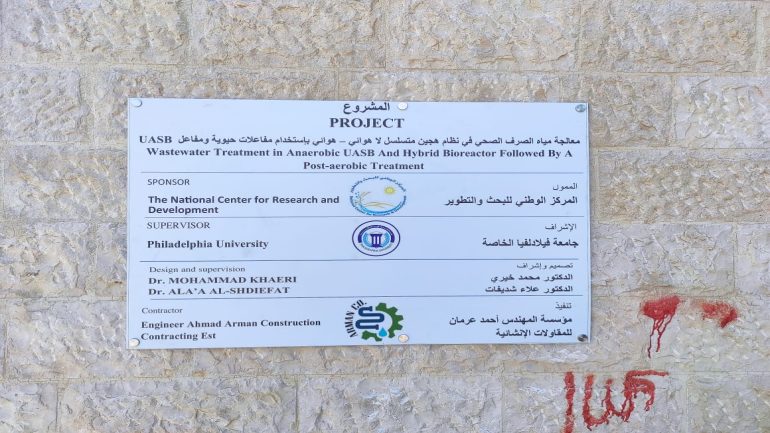 المشروع
PROJECT
معالجة مياه الصرف الصحي في نظام هجين متسلسل لا هوائي – هوائي بإستخدام مفاعلات حيوية ومفاعل UASB
Wastewater Treatment in Anaerobic UASB And Hybrid Bioreactor Followed By A
Post-aerobic Treatment
SPONSOR
الممول
The National Center for Research and
Development
المركز الوطني للبحث والتطوير
SUPERVISOR
الإشراف
Philadelphia University
جامعة فيلادلفيا الخاصة
Design and supervision
تصميم وإشراف
Dr. MOHAMMAD KHAERI
الدكتور محمد خيري
Dr. ALA'A AL-SHDIEFAT
الدكتور علاء شديفات
Contractor
تنفيذ
Engineer Ahmad Arman Construction
Contracting Est
ARMAN CO.
مؤسسة المهندس أحمد عرمان
للمقاولات الإنشائية